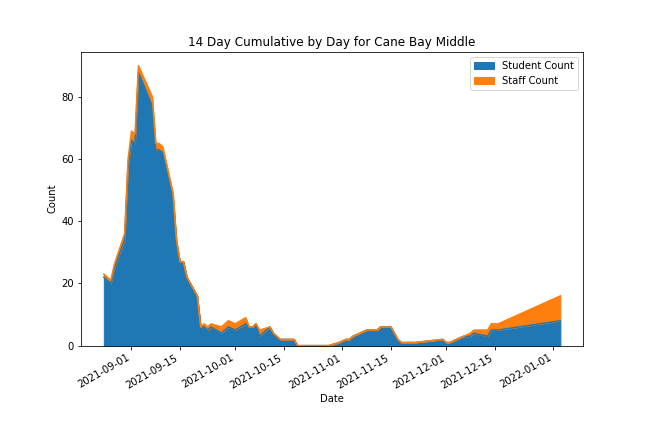 14 Day Cumulative by Day for Cane Bay Middle
Student Count
Staff Count
80
60
40
20
0
Count
2021-09-01
2021-09-15
2021-10-01
2021-10-15
2021-11-01
2021-11-15
2021-12-01
2021-12-15
2022-01-01
Date